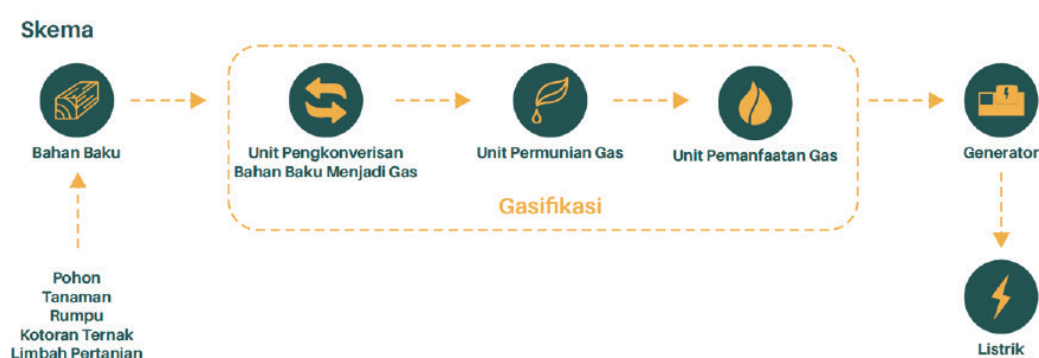 Skema
Bahan Baku
Unit Pengkonverisan
Bahan Baku Menjadi Gas
Unit Permunian Gas
Unit Pemanfaatan Gas
Generator
Gasifikasi
Pohon
Tanaman
Rumpu
Kotoran Ternak
Limbah Pertanian
Listrik